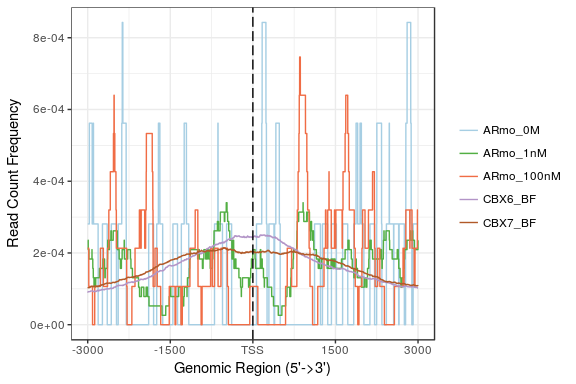 Read Count Frequency
8e-04
6e-04
4e-04
2e-04
0e+00
-3000
-1500
TSS
1500
3000
Genomic Region (5'->3')
ARmo_0M
ARmo_1nM
ARmo_100nM
CBX6_BF
CBX7_BF